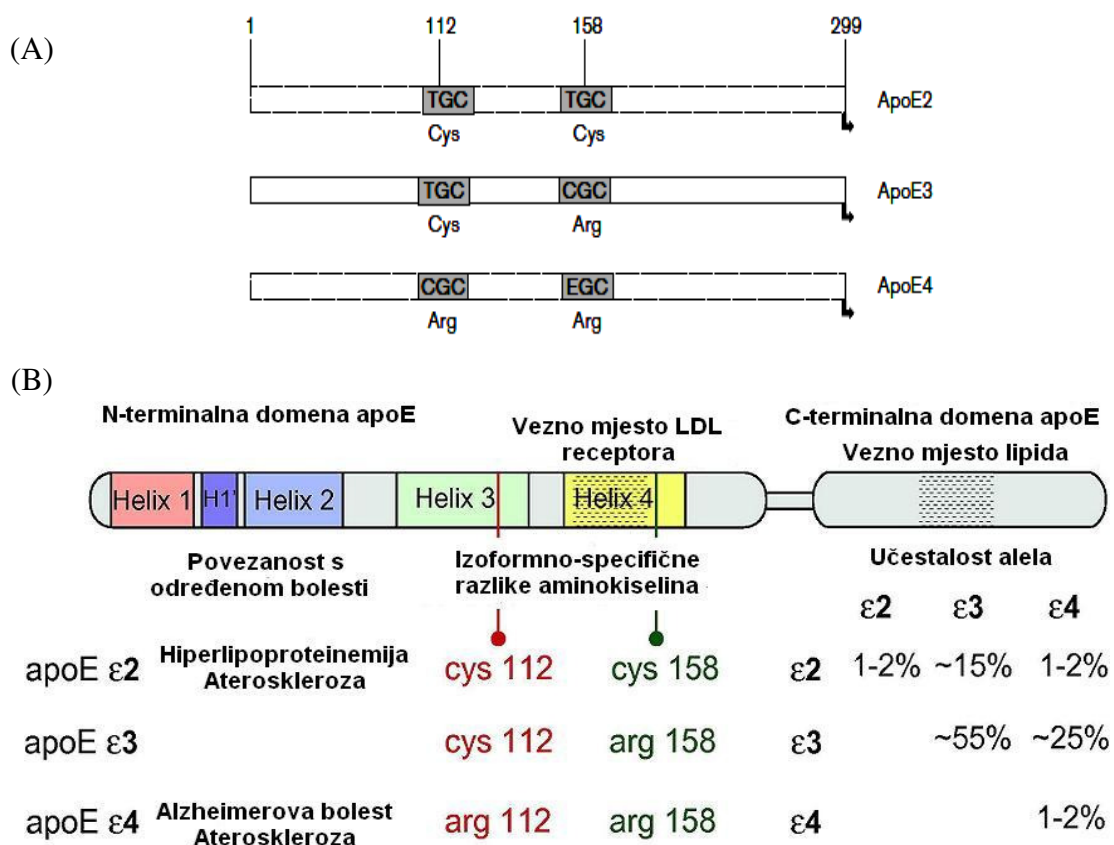 (A)
1 112 158 299
TGC TGC ApoE2
Cys Cys
TGC CGC ApoE3
Cys Arg
CGC EGC ApoE4
Arg Arg
(B)
N-terminalna domena apoE
Vezno mjesto LDL
receptora
C-terminalna domena apoE
Vezno mjesto lipida
Helix 1 H1' Helix 2 Helix 3 Helix 4
Povezanost s
određenom bolesti
Izoformno-specifične
razlike aminokiselina
Učestalost alela
ε2 ε3 ε4
apoE ε2 Hiperlipoproteinemija
Ateroskleroza
cys 112 cys 158 ε2 1-2% ~15% 1-2%
apoE ε3 cys 112 arg 158 ε3 ~55% ~25%
apoE ε4 Alzheimerova bolest
Ateroskleroza
arg 112 arg 158 ε4 1-2%